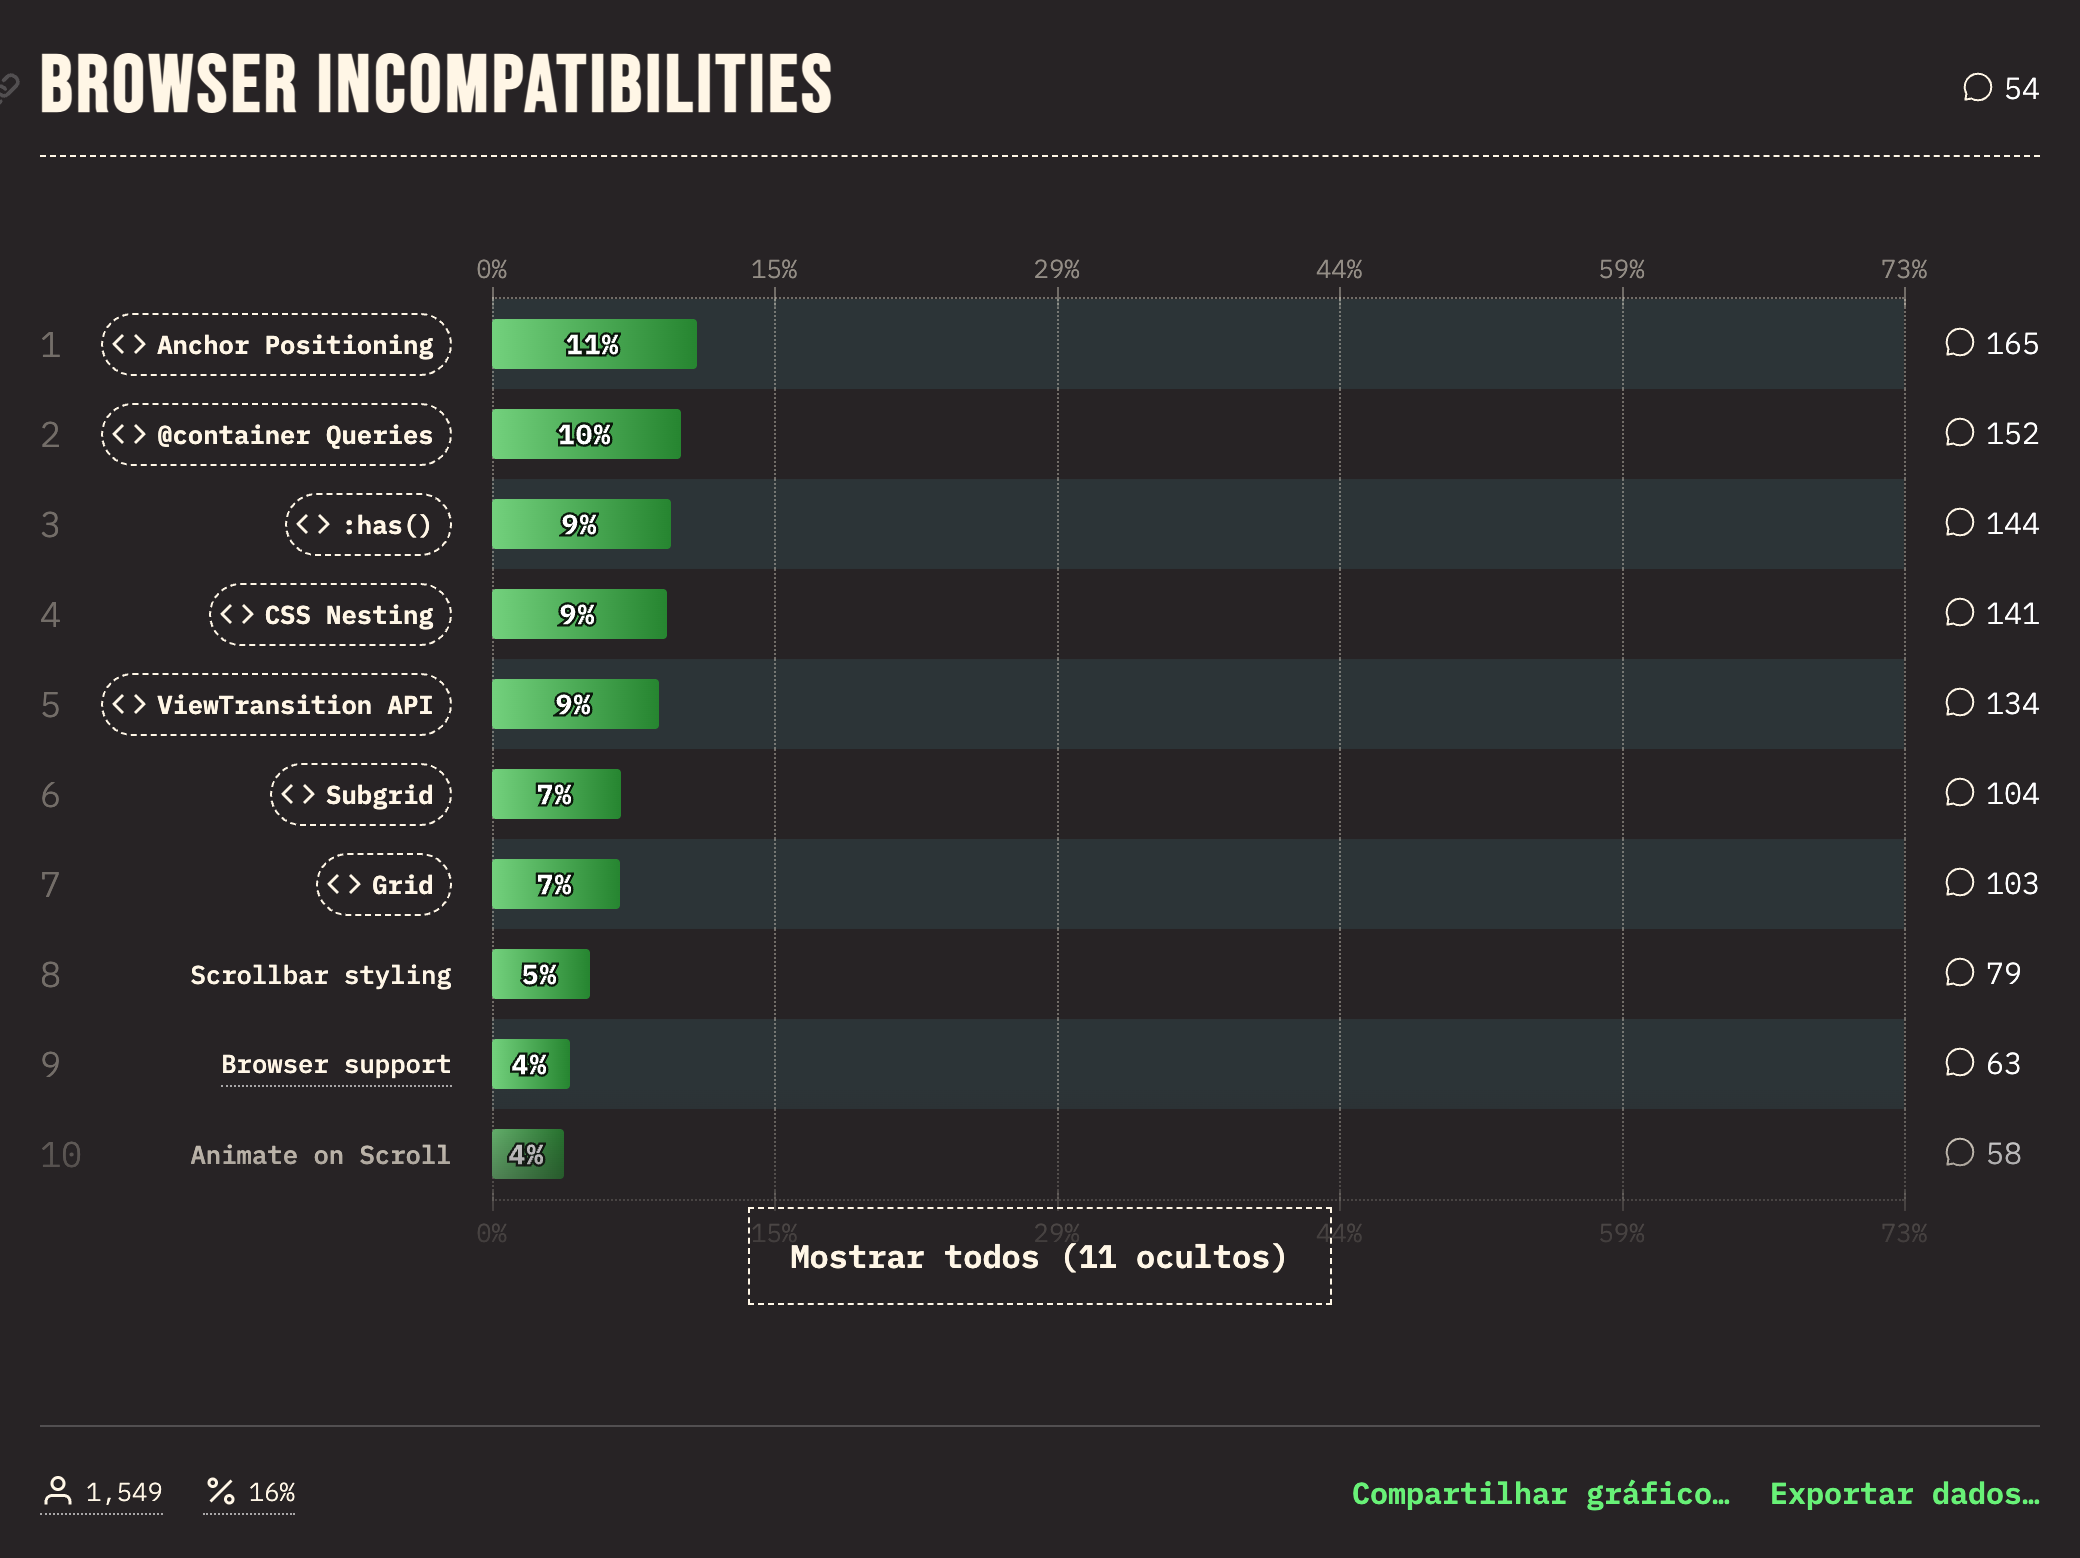 BROWSER INCOMPATIBILITIES
54
0% 15% 29% 44% 59% 73%
1 <> Anchor Positioning 11% 165
2 <> @container Queries 10% 152
3 <> :has() 9% 144
4 <> CSS Nesting 9% 141
5 <> ViewTransition API 9% 134
6 <> Subgrid 7% 104
7 <> Grid 7% 103
8 Scrollbar styling 5% 79
9 Browser support 4% 63
10 Animate on Scroll 4% 58
0% 15% 29% 44% 59% 73%
Mostrar todos (11 ocultos)
1,549 % 16% Compartilhar gráfico… Exportar dados…